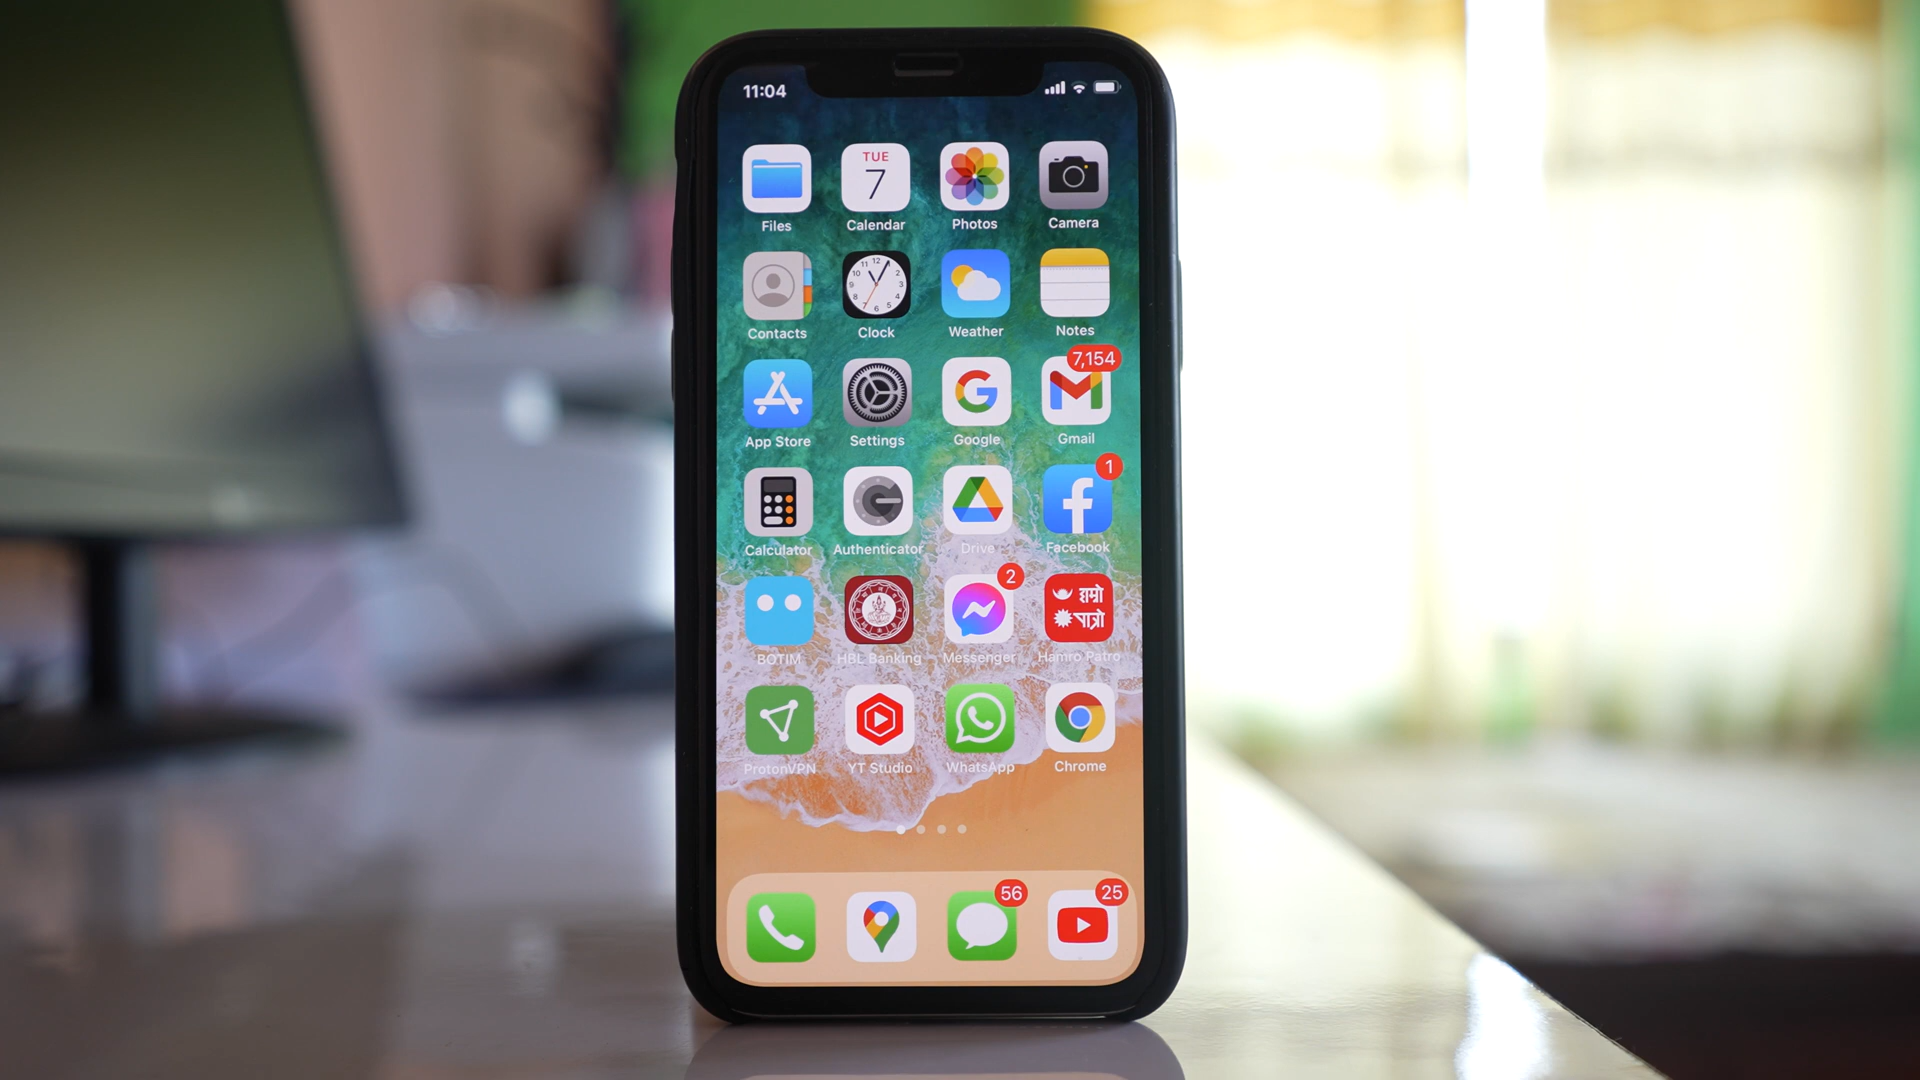 11:04
TUE
7
Files
Calendar
Photos
Camera
Contacts
Clock
Weather
Notes
7,154
App Store
Settings
Google
Gmail
1
Calculator
Authenticator
Drive
Facebook
2
हाम्रो
पात्रो
BOTIM
HBL Banking
Messenger
Hamro Patro
ProtonVPN
YT Studio
WhatsApp
Chrome
56
25